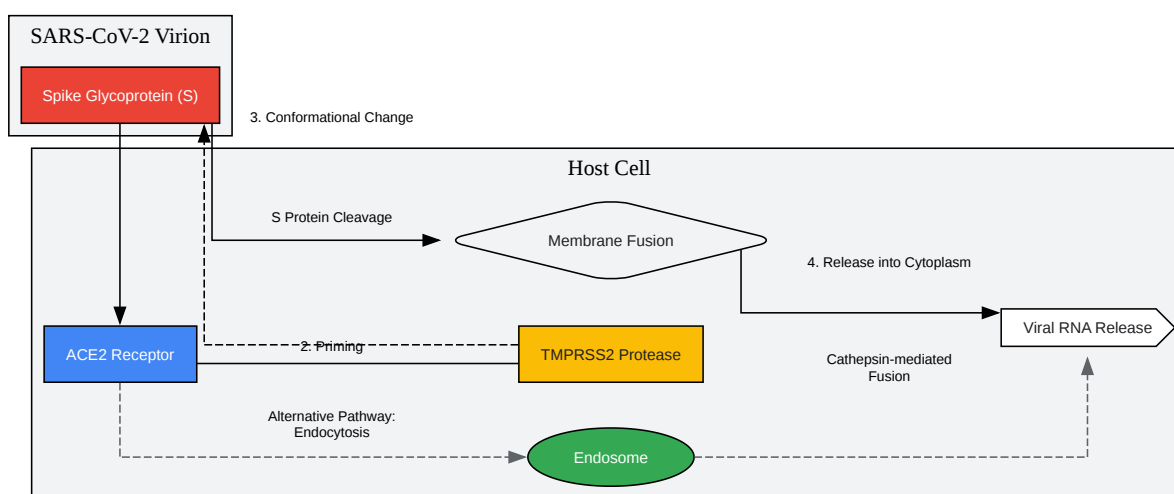 SARS-CoV-2 Virion
Spike Glycoprotein (S)
3. Conformational Change
Host Cell
S Protein Cleavage
Membrane Fusion
4. Release into Cytoplasm
Viral RNA Release
ACE2 Receptor
2. Priming
TMPRSS2 Protease
Cathepsin-mediated
Fusion
Alternative Pathway:
Endocytosis
Endosome